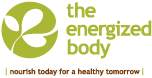 the
energized
body
| nourish today for a healthy tomorrow |